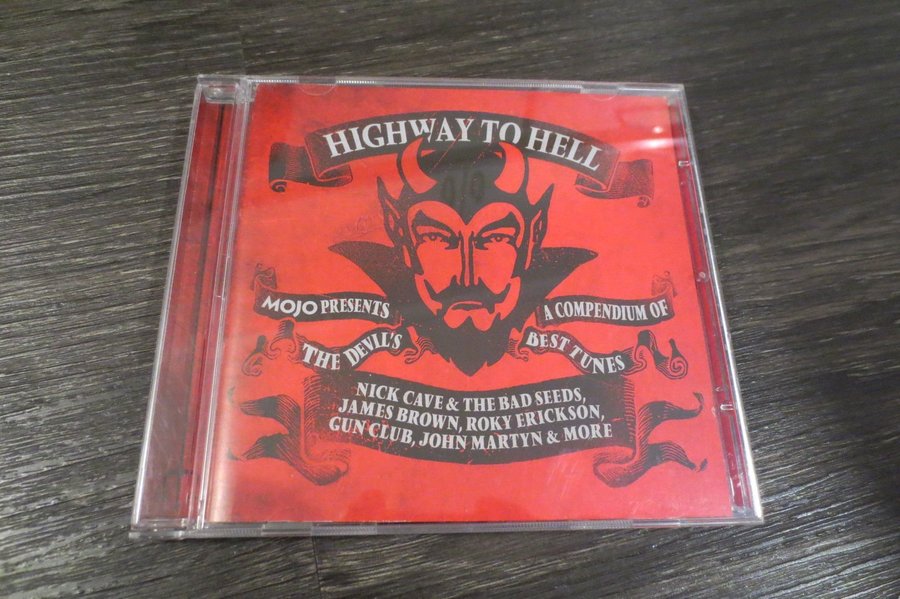 HIGHWAY TO HELL
MOJO PRESENTS
A COMPENDIUM OF
THE DEVIL'S
BEST TUNES
NICK CAVE & THE BAD SEEDS,
JAMES BROWN, ROKY ERICKSON,
GUN CLUB, JOHN MARTYN & MORE